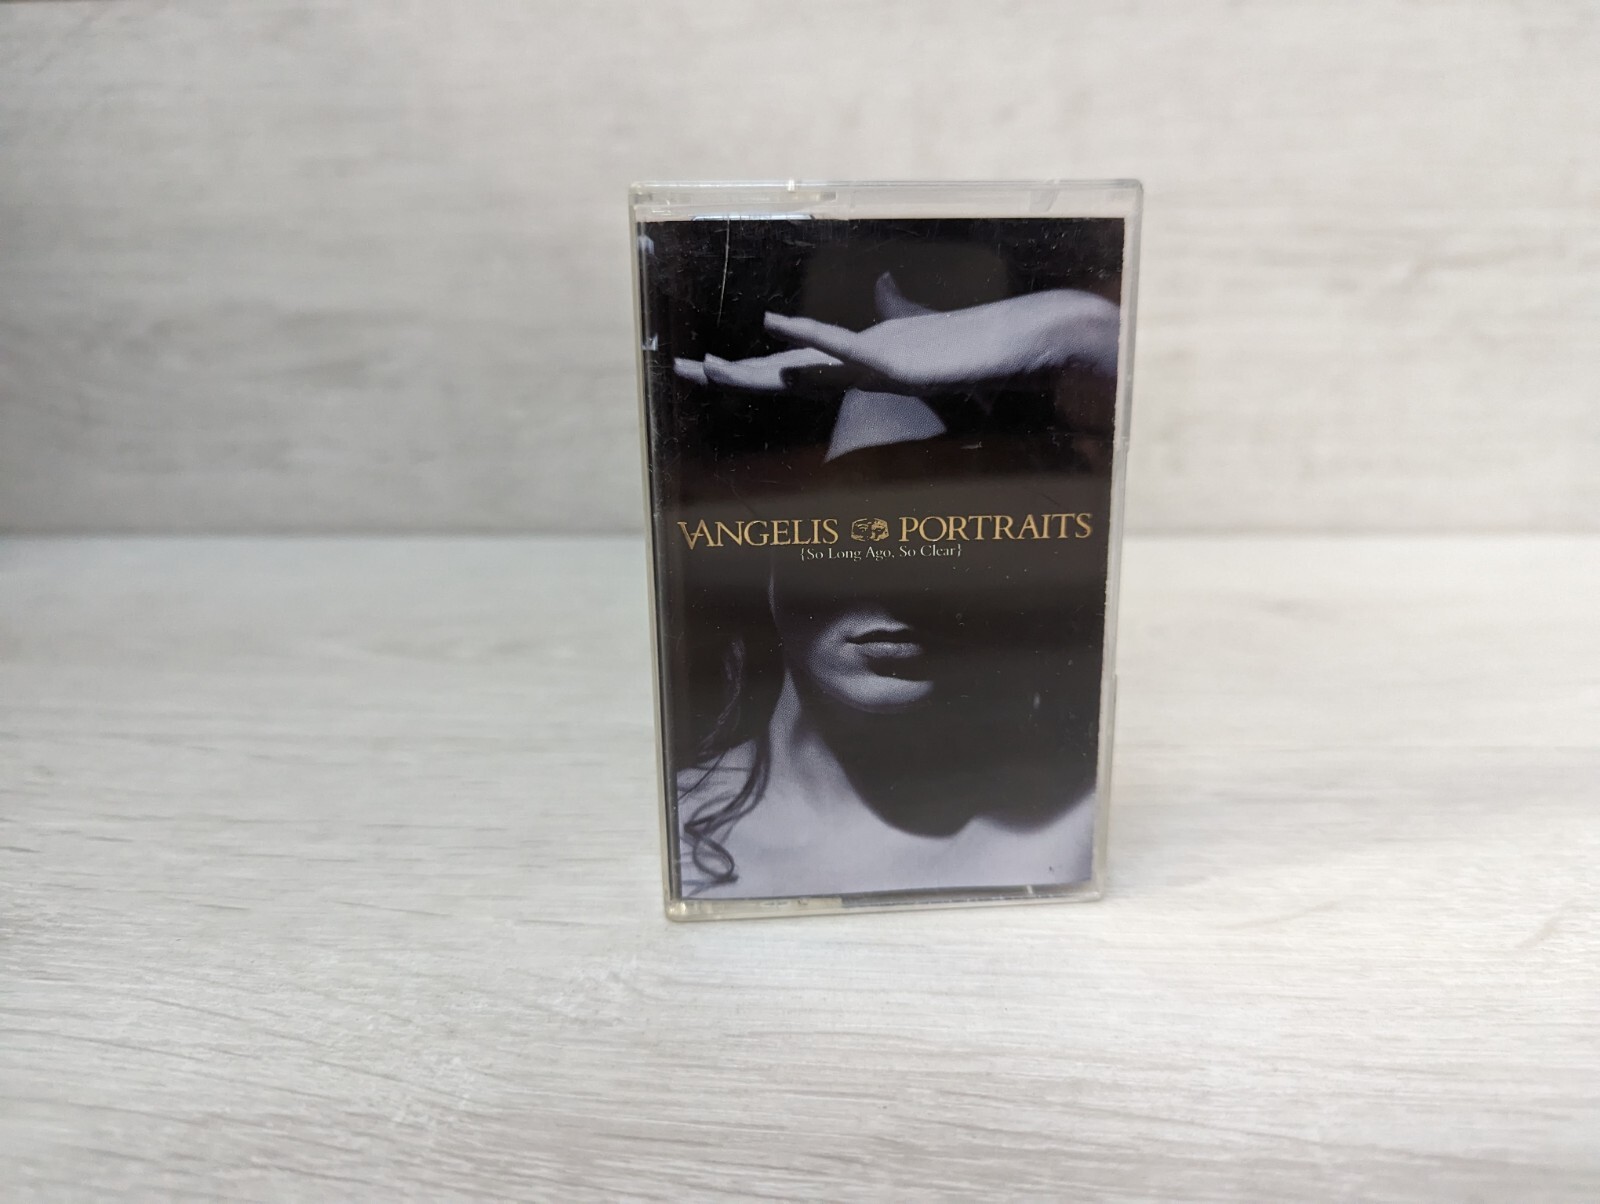 VANGELIS PORTRAITS
{So Long Ago, So Clear}